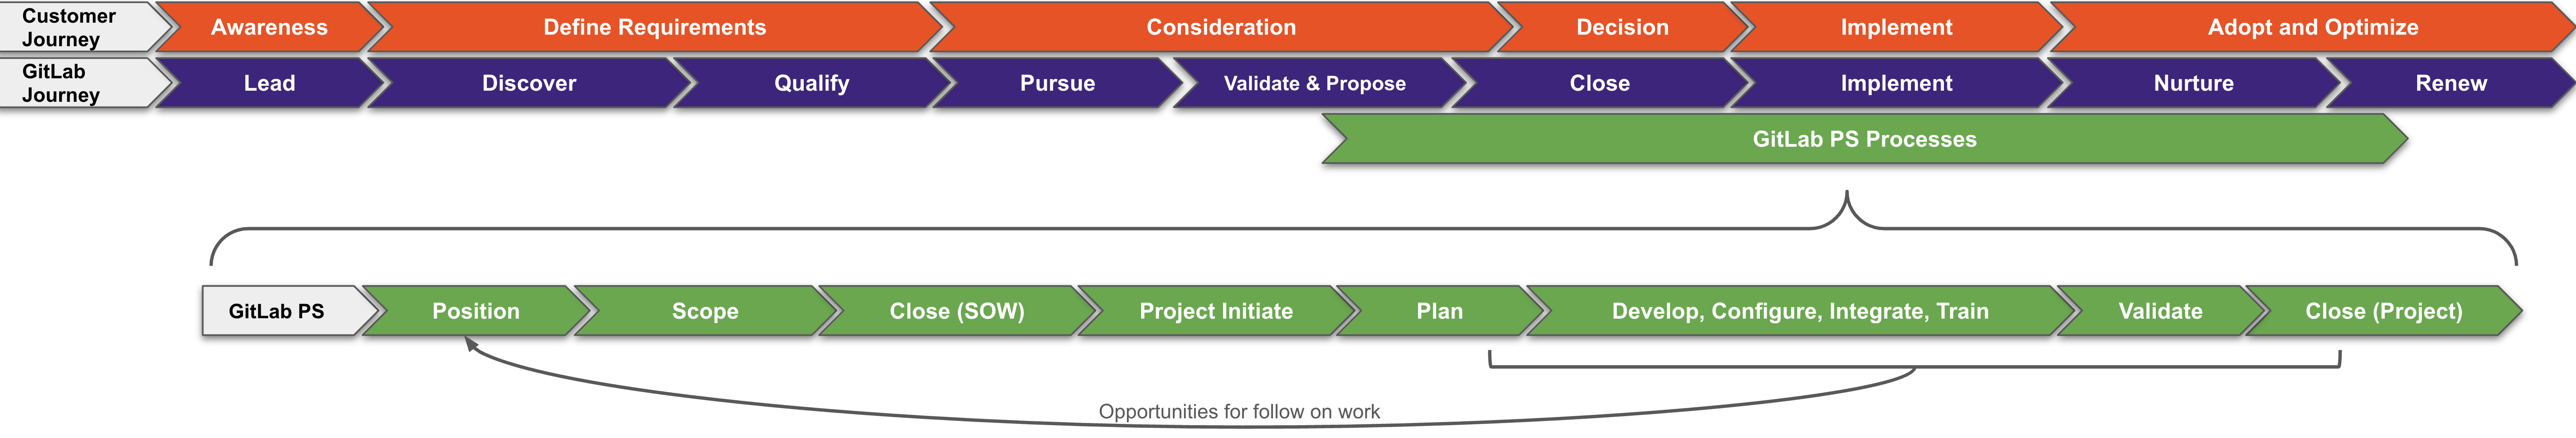 Customer
Journey
Awareness
Define Requirements
Consideration
Decision
Implement
Adopt and Optimize
GitLab
Journey
Lead
Discover
Qualify
Pursue
Validate & Propose
Close
Implement
Nurture
Renew
GitLab PS Processes
GitLab PS
Position
Scope
Close (SOW)
Project Initiate
Plan
Develop, Configure, Integrate, Train
Validate
Close (Project)
Opportunities for follow on work